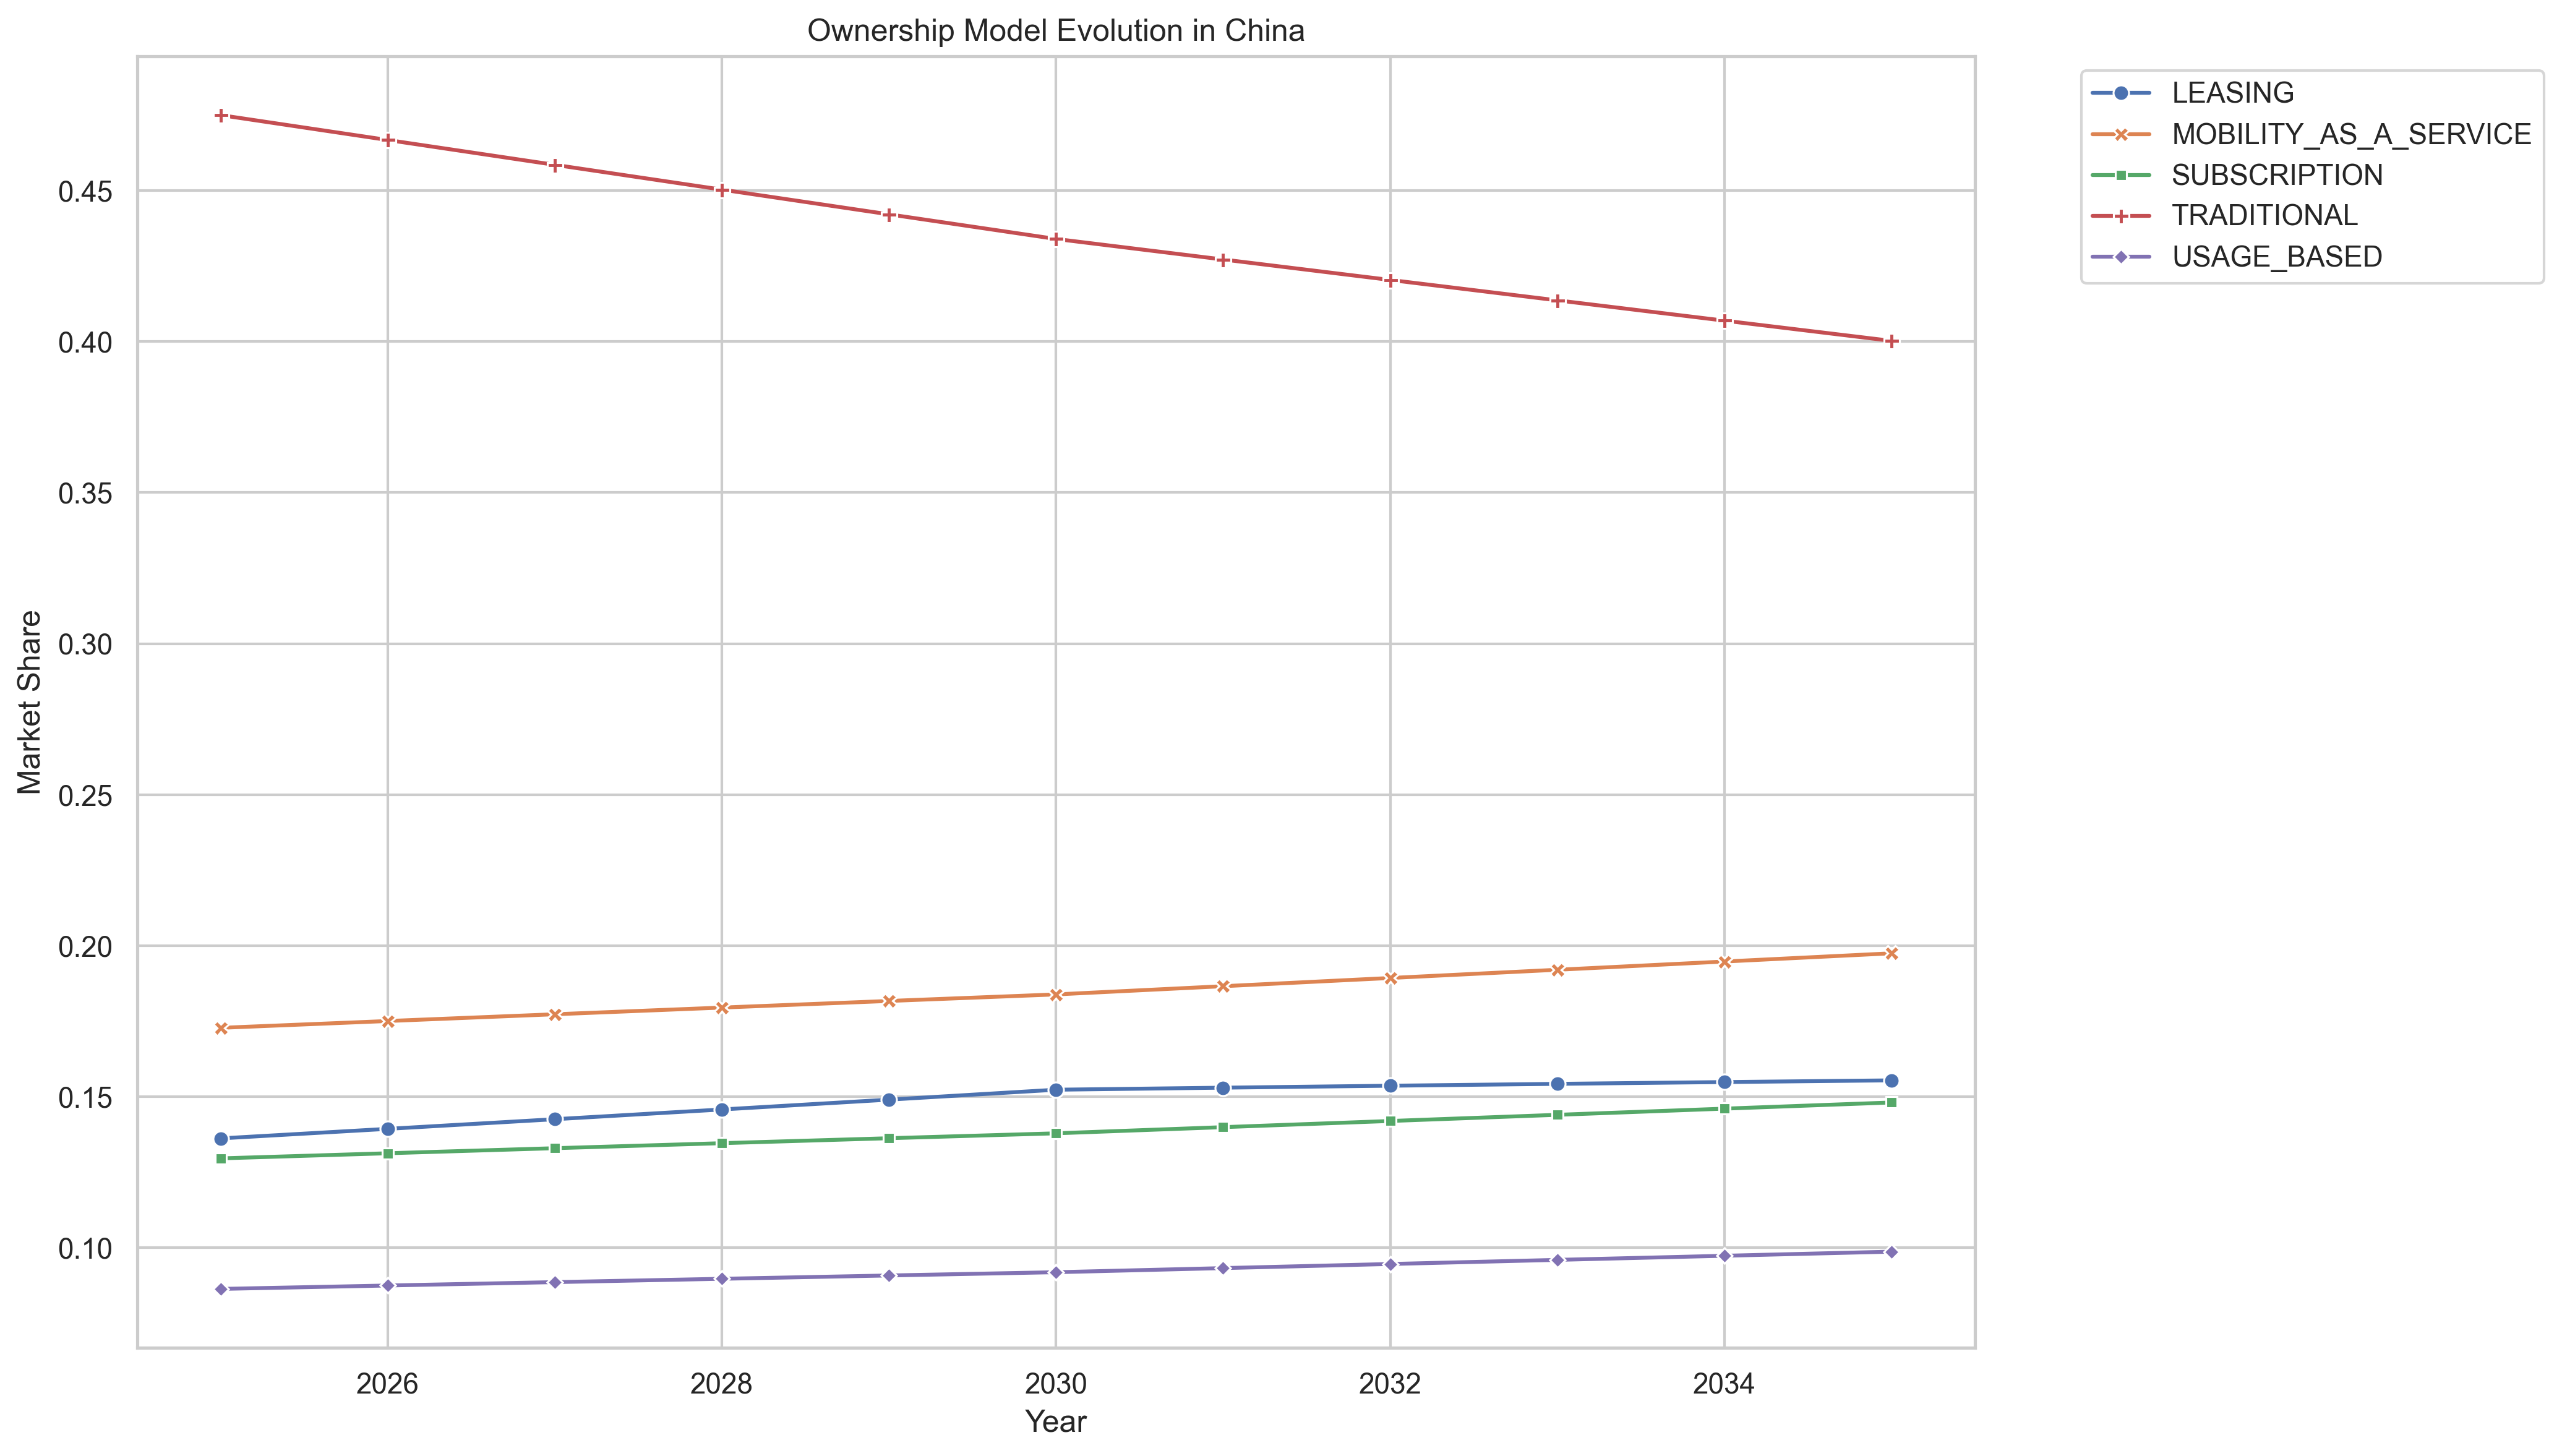 Ownership Model Evolution in China
LEASING
MOBILITY_AS_A_SERVICE
SUBSCRIPTION
TRADITIONAL
USAGE_BASED
Market Share
0.45
0.40
0.35
0.30
0.25
0.20
0.15
0.10
2026
2028
2030
2032
2034
Year